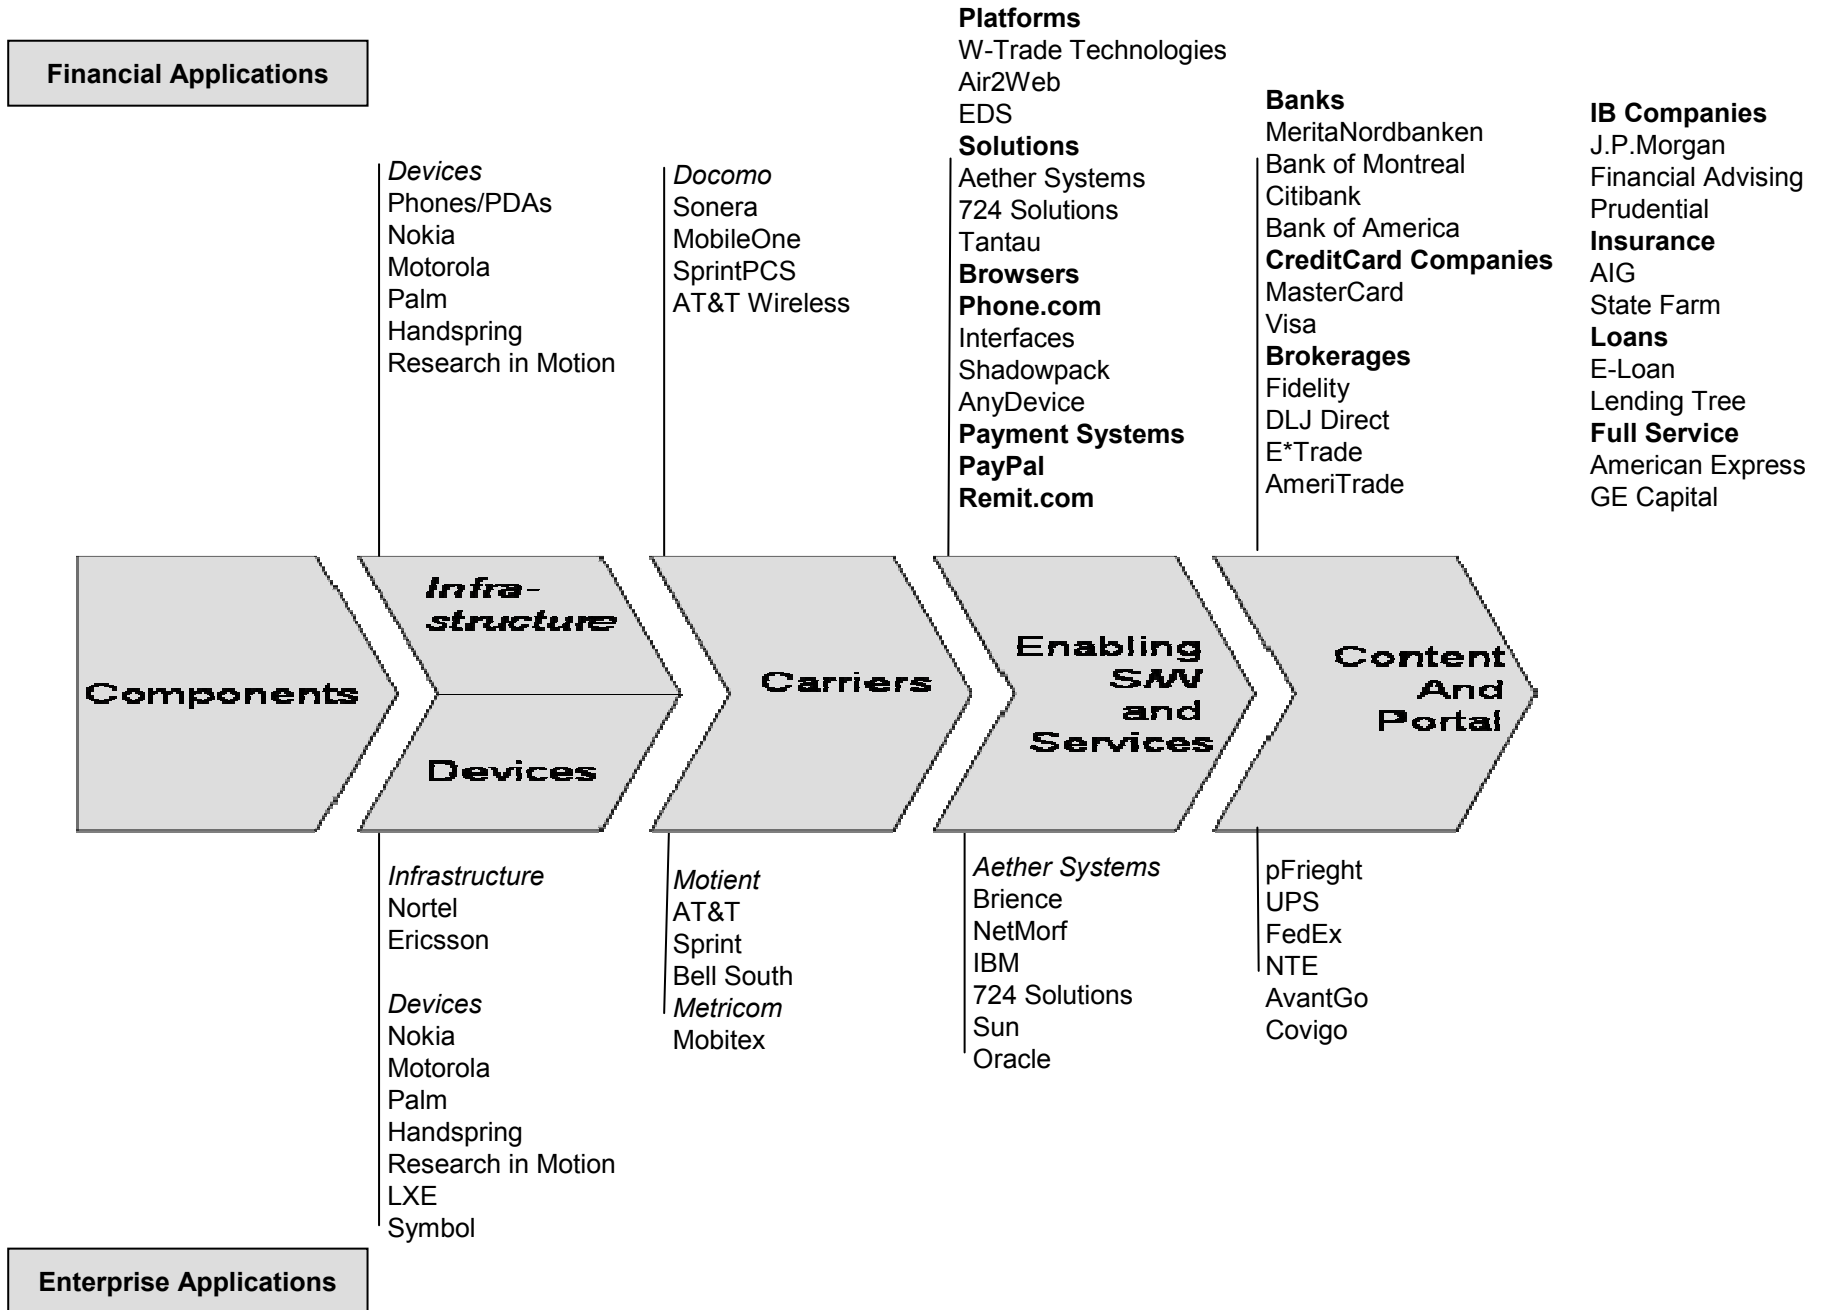 Financial Applications
Devices
Phones/PDAs
Nokia
Motorola
Palm
Handspring
Research in Motion
Docomo
Sonera
MobileOne
SprintPCS
AT&T Wireless
Platforms
W-Trade Technologies
Air2Web
EDS
Solutions
Aether Systems
724 Solutions
Tantau
Browsers
Phone.com
Interfaces
Shadowpack
AnyDevice
Payment Systems
PayPal
Remit.com
Banks
MeritaNordbanken
Bank of Montreal
Citibank
Bank of America
CreditCard Companies
MasterCard
Visa
Brokerages
Fidelity
DLJ Direct
E*Trade
AmeriTrade
IB Companies
J.P.Morgan
Financial Advising
Prudential
Insurance
AIG
State Farm
Loans
E-Loan
Lending Tree
Full Service
American Express
GE Capital
Components
Infra-
structure
Devices
Carriers
Enabling
S/W
and
Services
Content
And
Portal
Infrastructure
Nortel
Ericsson
Devices
Nokia
Motorola
Palm
Handspring
Research in Motion
LXE
Symbol
Motient
AT&T
Sprint
Bell South
Metricom
Mobitex
Aether Systems
Brience
NetMorf
IBM
724 Solutions
Sun
Oracle
pFrieght
UPS
FedEx
NTE
AvantGo
Covigo
Enterprise Applications